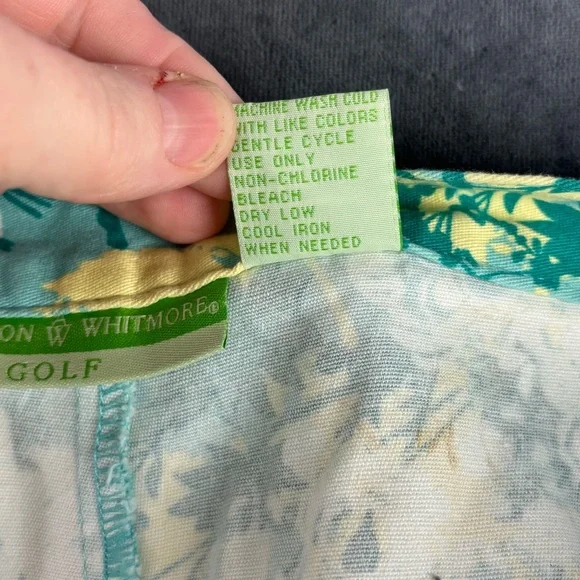 MACHINE WASH COLD
WITH LIKE COLORS
GENTLE CYCLE
USE ONLY
NON-CHLORINE
BLEACH
DRY LOW
COOL IRON
WHEN NEEDED
ON W WHITMORE®
GOLF